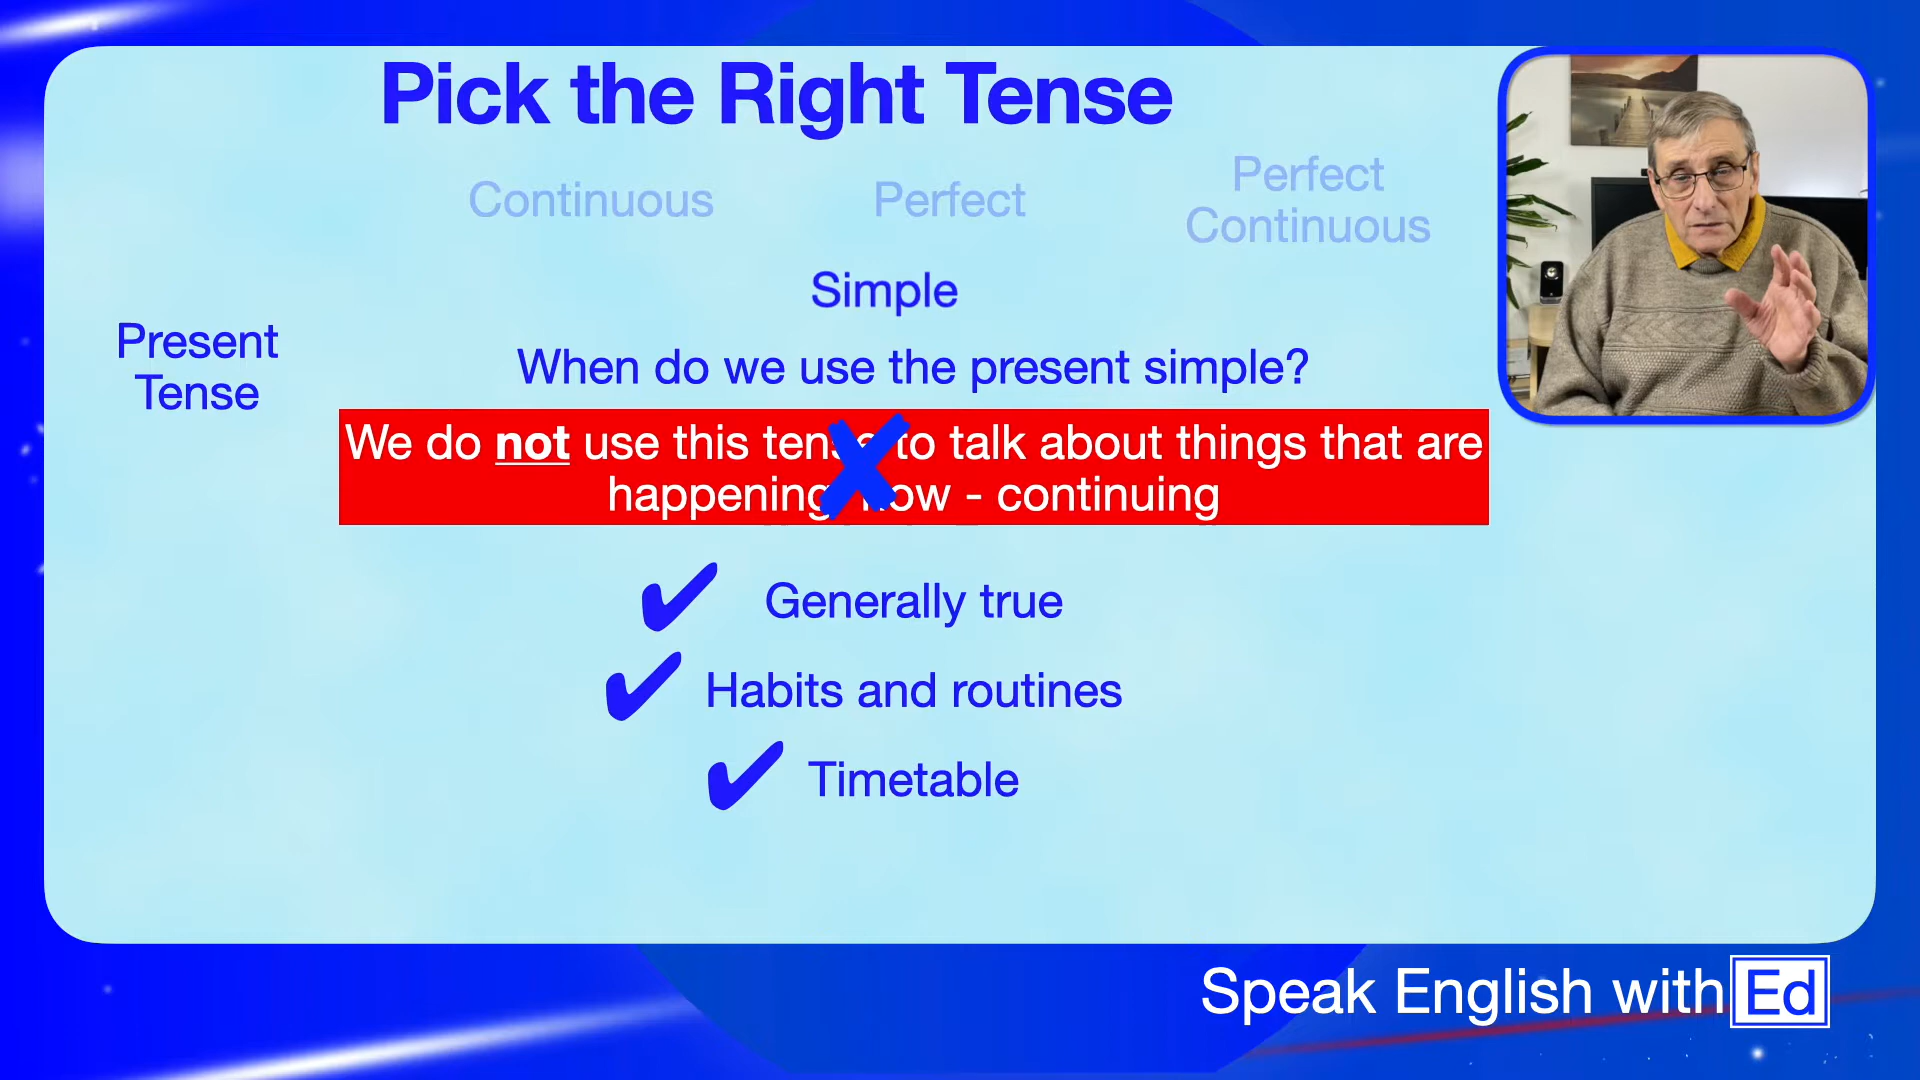 Pick the Right Tense
Continuous
Perfect
Perfect
Continuous
Simple
Present
Tense
When do we use the present simple?
We do not use this tense to talk about things that are
happening now - continuing
Generally true
Habits and routines
Timetable
Speak English with Ed